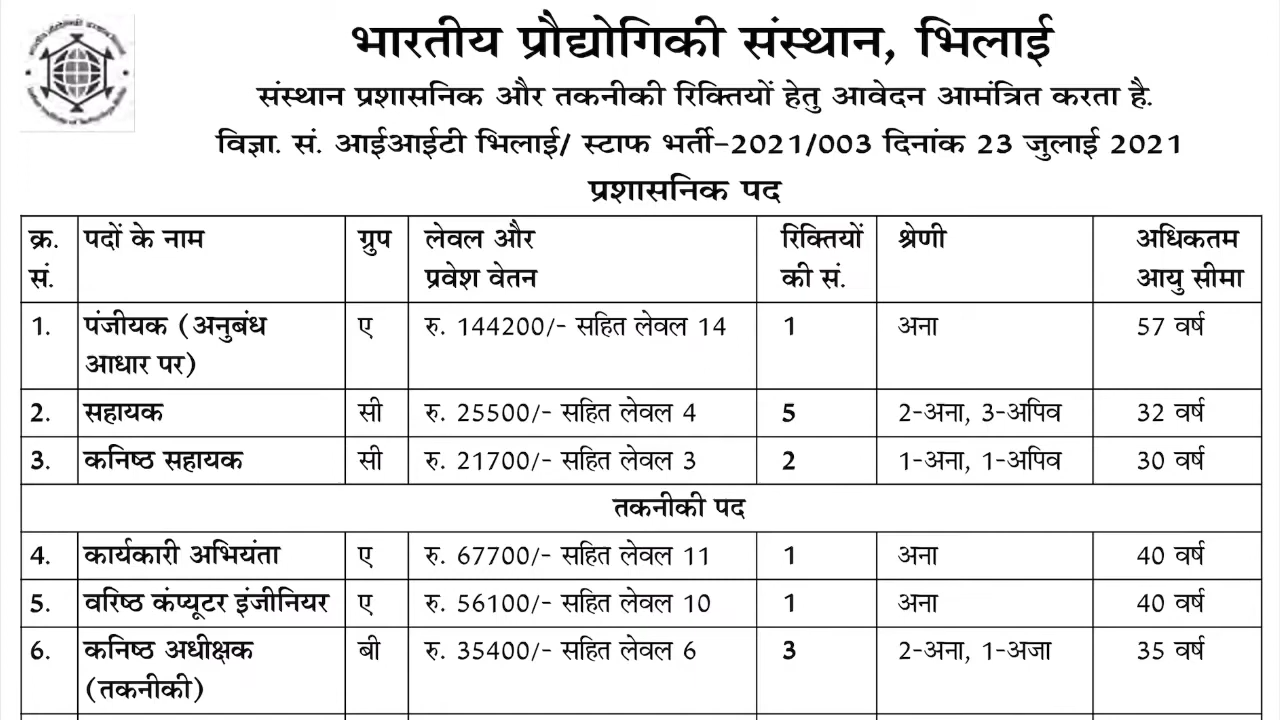 भारतीय प्रौद्योगिकी संस्थान, भिलाई
संस्थान प्रशासनिक और तकनीकी रिक्तियों हेतु आवेदन आमंत्रित करता है.
विज्ञा. सं. आईआईटी भिलाई/ स्टाफ भर्ती-2021/003 दिनांक 23 जुलाई 2021
प्रशासनिक पद
क्र. सं. पदों के नाम ग्रुप लेवल और प्रवेश वेतन रिक्तियों की सं. श्रेणी अधिकतम आयु सीमा
1. पंजीयक (अनुबंध आधार पर) ए रु. 144200/- सहित लेवल 14 1 अना 57 वर्ष
2. सहायक सी रु. 25500/- सहित लेवल 4 5 2-अना, 3-अपिव 32 वर्ष
3. कनिष्ठ सहायक सी रु. 21700/- सहित लेवल 3 2 1-अना, 1-अपिव 30 वर्ष
तकनीकी पद
4. कार्यकारी अभियंता ए रु. 67700/- सहित लेवल 11 1 अना 40 वर्ष
5. वरिष्ठ कंप्यूटर इंजीनियर ए रु. 56100/- सहित लेवल 10 1 अना 40 वर्ष
6. कनिष्ठ अधीक्षक (तकनीकी) बी रु. 35400/- सहित लेवल 6 3 2-अना, 1-अजा 35 वर्ष